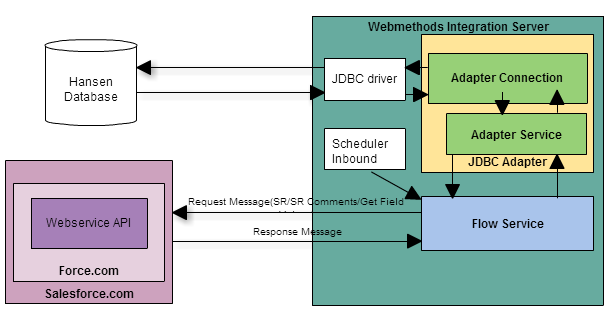 Webmethods Integration Server
Hansen
Database
JDBC driver
Adapter Connection
Adapter Service
JDBC Adapter
Scheduler
Inbound
Request Message(SR/SR Comments/Get Field
Flow Service
Response Message
Webservice API
Force.com
Salesforce.com